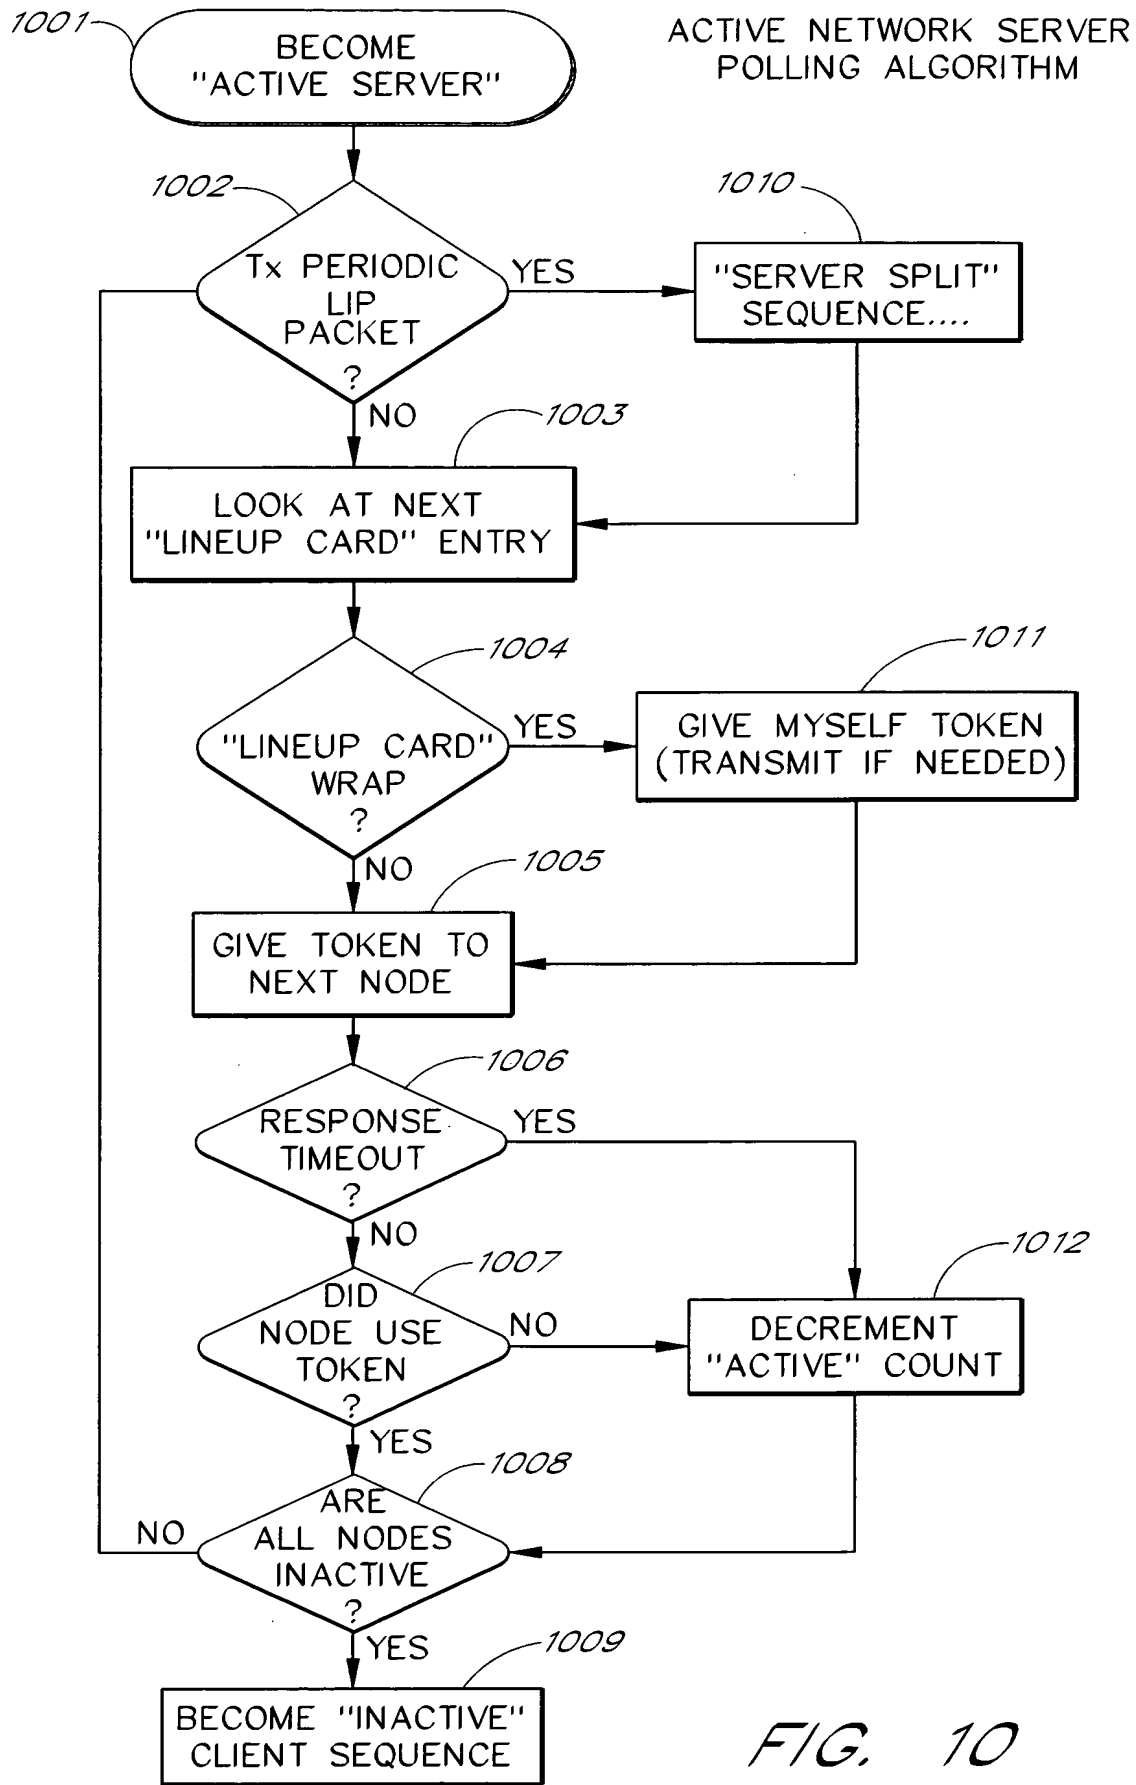 1001
BECOME
"ACTIVE SERVER"
ACTIVE NETWORK SERVER
POLLING ALGORITHM
1002
Tx PERIODIC
LIP
PACKET
?
YES
NO
1010
"SERVER SPLIT"
SEQUENCE....
1003
LOOK AT NEXT
"LINEUP CARD" ENTRY
1004
"LINEUP CARD"
WRAP
?
YES
NO
1011
GIVE MYSELF TOKEN
(TRANSMIT IF NEEDED)
1005
GIVE TOKEN TO
NEXT NODE
1006
RESPONSE
TIMEOUT
?
YES
NO
1007
DID
NODE USE
TOKEN
?
NO
YES
1012
DECREMENT
"ACTIVE" COUNT
1008
ARE
ALL NODES
INACTIVE
?
NO
YES
1009
BECOME "INACTIVE"
CLIENT SEQUENCE
FIG. 10